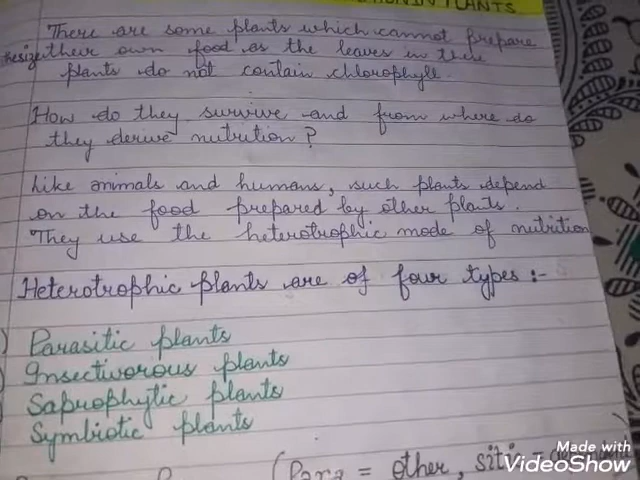 IN PLANTS
There are some plants which cannot prepare
their own food as the leaves in these
plants do not contain chlorophyll.
How do they survive and from where do
they derive nutrition?
Like animals and humans, such plants depend
on the food prepared by other plants.
They use the heterotrophic mode of nutrition
Heterotrophic plants are of four types :-
Parasitic plants
Insectivorous plants
Saprophytic plants
Symbiotic plants
(Para = other, siti =
Made with
VideoShow